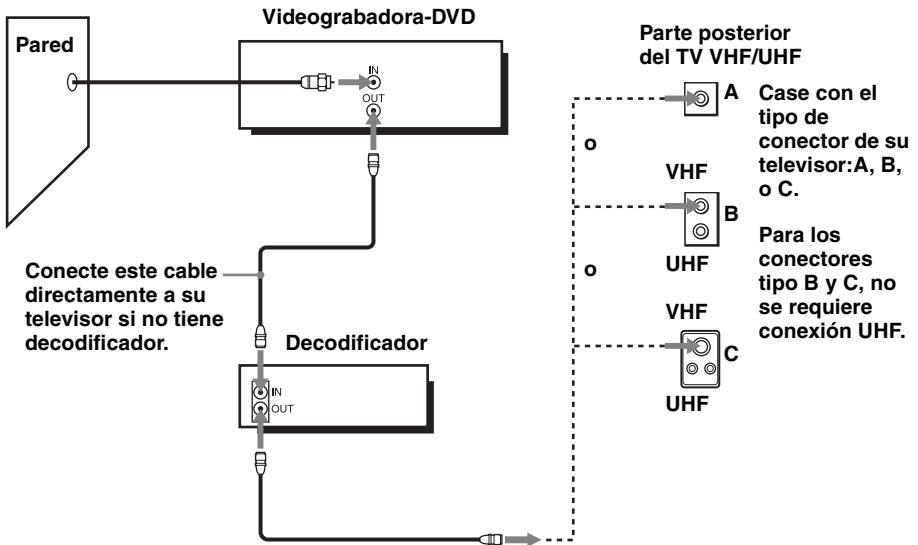 Videograbadora-DVD
Pared
IN
OUT
Conecte este cable
directamente a su
televisor si no tiene
decodificador.
Decodificador
IN
OUT
Parte posterior
del TV VHF/UHF
A
o
VHF
B
UHF
o
VHF
C
UHF
Case con el
tipo de
conector de su
televisor:A, B,
o C.
Para los
conectores
tipo B y C, no
se requiere
conexión UHF.